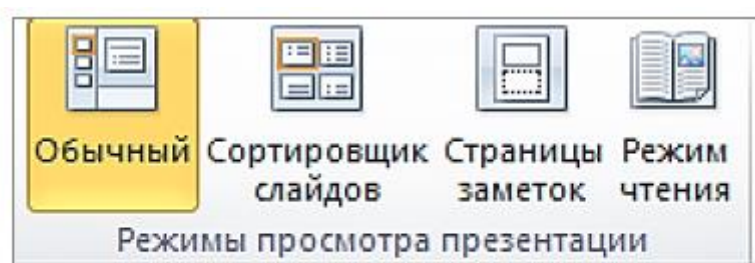 Обычный Сортировщик Страницы Режим
слайдов заметок чтения
Режимы просмотра презентации